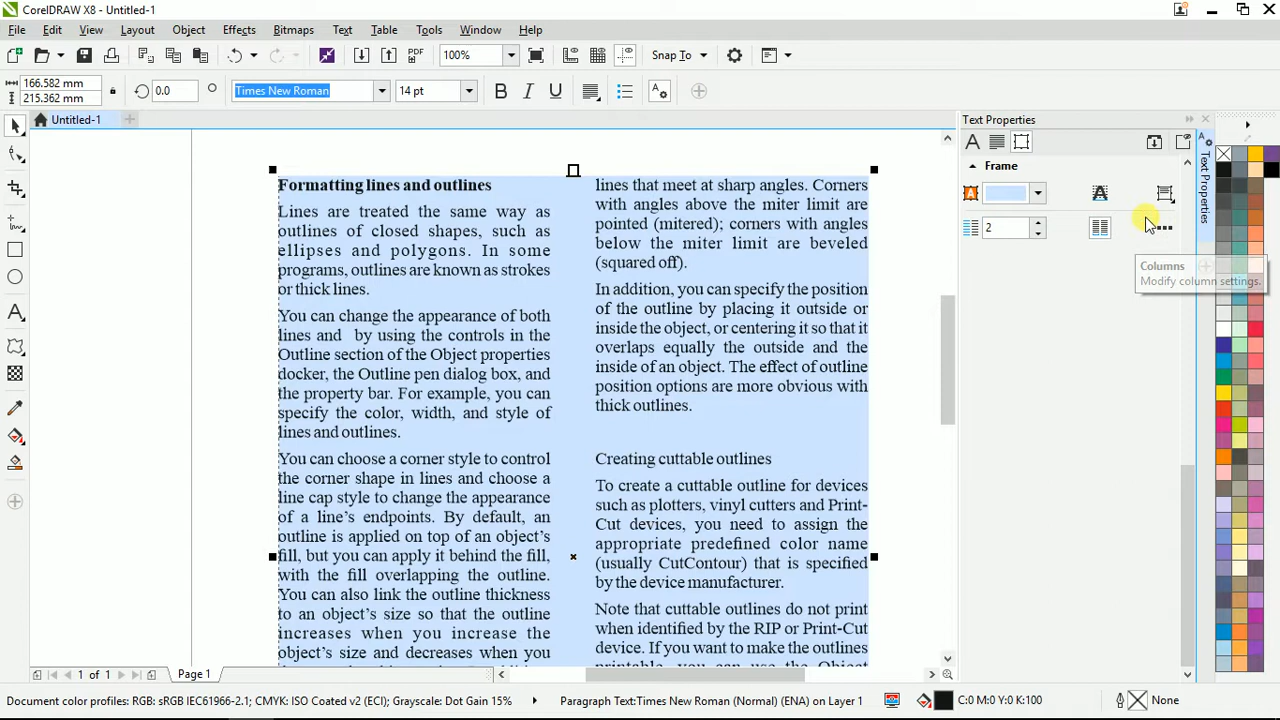 CorelDRAW X8 - Untitled-1
File Edit View Layout Object Effects Bitmaps Text Table Tools Window Help
100% Snap To
166.582 mm
215.362 mm
0.0
Times New Roman
14 pt
Untitled-1
Text Properties
Frame
2
Columns
Modify column settings.
Text Properties
Formatting lines and outlines
Lines are treated the same way as
outlines of closed shapes, such as
ellipses and polygons. In some
programs, outlines are known as strokes
or thick lines.
You can change the appearance of both
lines and by using the controls in the
Outline section of the Object properties
docker, the Outline pen dialog box, and
the property bar. For example, you can
specify the color, width, and style of
lines and outlines.
You can choose a corner style to control
the corner shape in lines and choose a
line cap style to change the appearance
of a line’s endpoints. By default, an
outline is applied on top of an object’s
fill, but you can apply it behind the fill,
with the fill overlapping the outline.
You can also link the outline thickness
to an object’s size so that the outline
increases when you increase the
object’s size and decreases when you
lines that meet at sharp angles. Corners
with angles above the miter limit are
pointed (mitered); corners with angles
below the miter limit are beveled
(squared off).
In addition, you can specify the position
of the outline by placing it outside or
inside the object, or centering it so that it
overlaps equally the outside and the
inside of an object. The effect of outline
position options are more obvious with
thick outlines.
Creating cuttable outlines
To create a cuttable outline for devices
such as plotters, vinyl cutters and Print-
Cut devices, you need to assign the
appropriate predefined color name
(usually CutContour) that is specified
by the device manufacturer.
Note that cuttable outlines do not print
when identified by the RIP or Print-Cut
device. If you want to make the outlines
printable, you can use the Object
1 of 1
Page 1
Document color profiles: RGB: sRGB IEC61966-2.1; CMYK: ISO Coated v2 (ECI); Grayscale: Dot Gain 15%
Paragraph Text:Times New Roman (Normal) (ENA) on Layer 1
C:0 M:0 Y:0 K:100
None